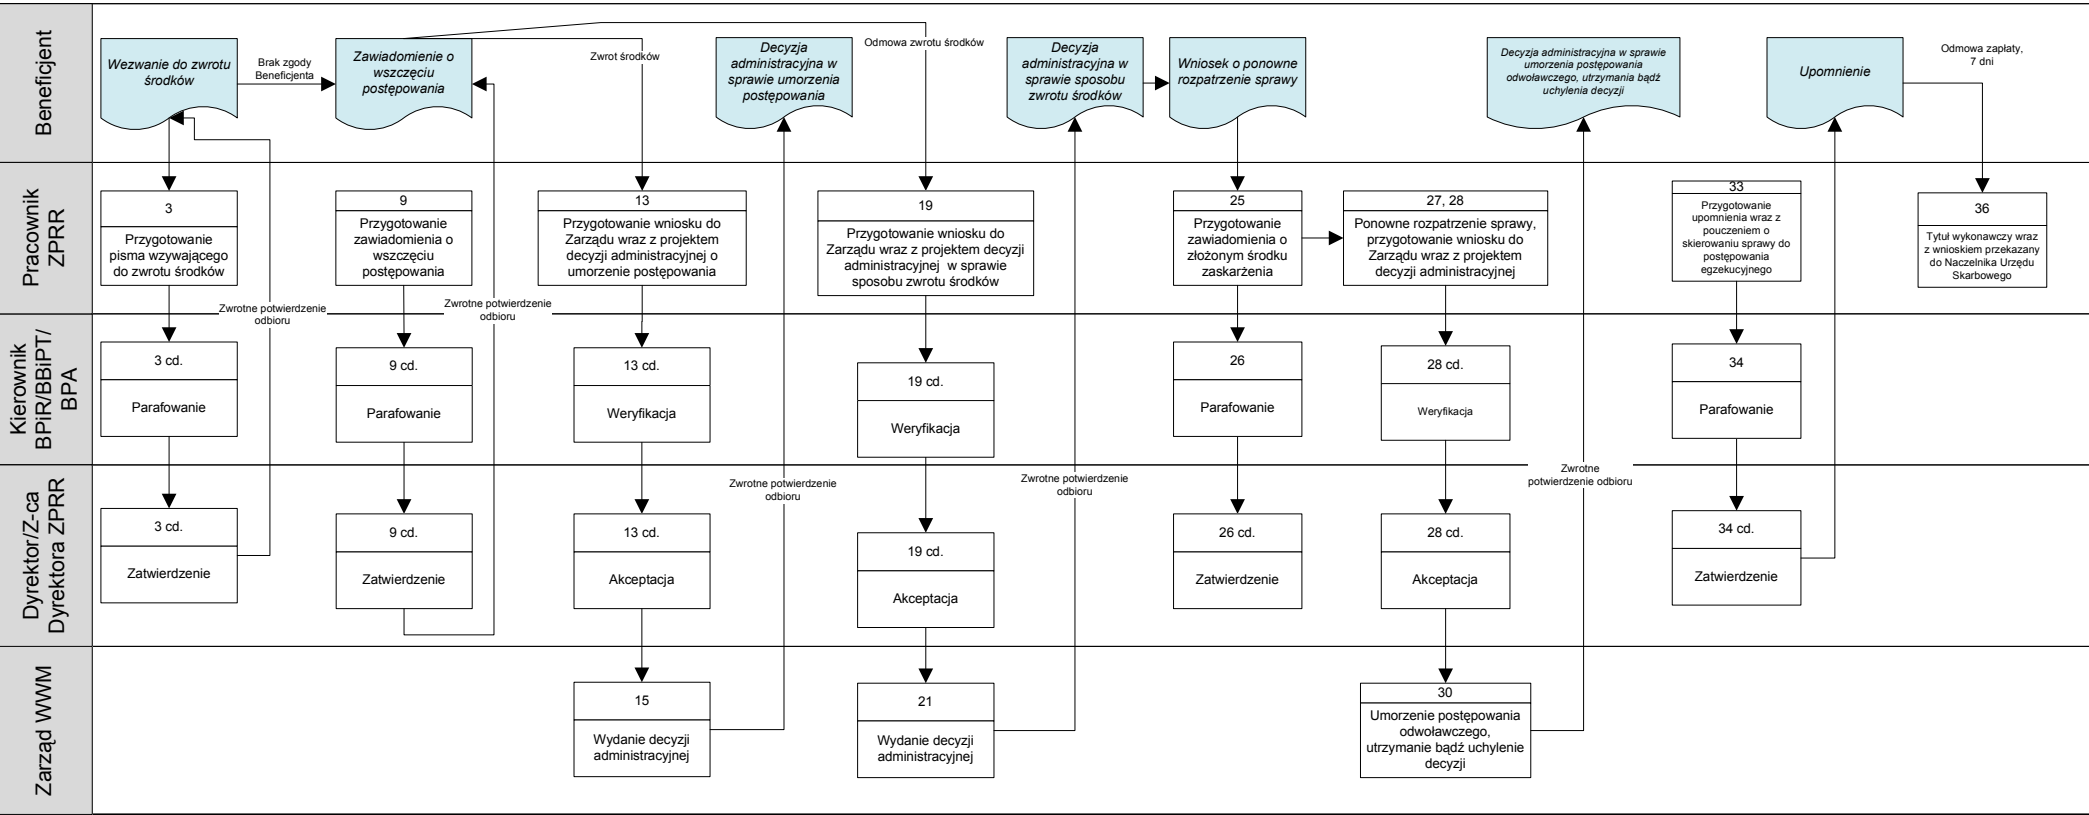 Beneficjent
Wezwanie do zwrotu
środków
Brak zgody
Beneficjenta
Zawiadomienie o
wszczęciu
postępowania
Zwrot środków
Decyzja
administracyjna w
sprawie umorzenia
postępowania
Odmowa zwrotu środków
Decyzja
administracyjna w
sprawie sposobu
zwrotu środków
Wniosek o ponowne
rozpatrzenie sprawy
Decyzja administracyjna w sprawie
umorzenia postępowania
odwoławczego, utrzymania bądź
uchylenia decyzji
Upomnienie
Odmowa zapłaty,
7 dni
Pracownik
ZPRR
3
Przygotowanie
pisma wzywającego
do zwrotu środków
9
Przygotowanie
zawiadomienia o
wszczęciu
postępowania
13
Przygotowanie wniosku do
Zarządu wraz z projektem
decyzji administracyjnej o
umorzenie postępowania
19
Przygotowanie wniosku do
Zarządu wraz z projektem decyzji
administracyjnej w sprawie
sposobu zwrotu środków
25
Przygotowanie
zawiadomienia o
złożonym środku
zaskarżenia
27, 28
Ponowne rozpatrzenie sprawy,
przygotowanie wniosku do
Zarządu wraz z projektem
decyzji administracyjnej
33
Przygotowanie
upomnienia wraz z
pouczeniem o
skierowaniu sprawy do
postępowania
egzekucyjnego
36
Tytuł wykonawczy wraz
z wnioskiem przekazany
do Naczelnika Urzędu
Skarbowego
Zwrotne potwierdzenie
odbioru
Zwrotne potwierdzenie
odbioru
Kierownik
BPiR/BBiPT/
BPA
3 cd.
Parafowanie
9 cd.
Parafowanie
13 cd.
Weryfikacja
19 cd.
Weryfikacja
26
Parafowanie
28 cd.
Weryfikacja
34
Parafowanie
Zwrotne potwierdzenie
odbioru
Zwrotne potwierdzenie
odbioru
Zwrotne
potwierdzenie odbioru
Dyrektor/Z-ca
Dyrektora ZPRR
3 cd.
Zatwierdzenie
9 cd.
Zatwierdzenie
13 cd.
Akceptacja
19 cd.
Akceptacja
26 cd.
Zatwierdzenie
28 cd.
Akceptacja
34 cd.
Zatwierdzenie
Zarząd WWM
15
Wydanie decyzji
administracyjnej
21
Wydanie decyzji
administracyjnej
30
Umorzenie postępowania
odwoławczego,
utrzymanie bądź uchylenie
decyzji